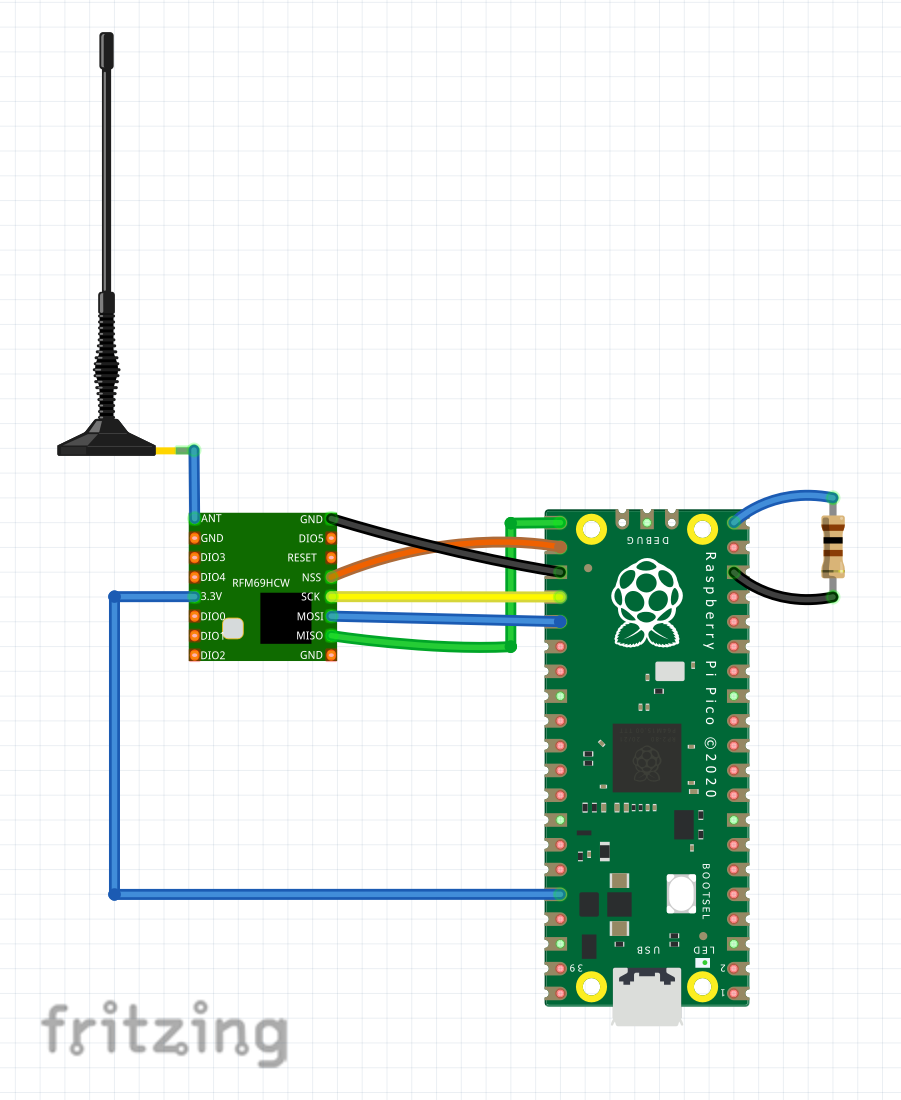 ANT
GND
DIO3
DIO4
3.3V
DIO0
DIO1
DIO2
RFM69HCW
GND
DIO5
RESET
NSS
SCK
MOSI
MISO
GND
DEBUG
Raspberry Pi Pico ©2020
BOOTSEL
USB
LED
39
2
1
fritzing